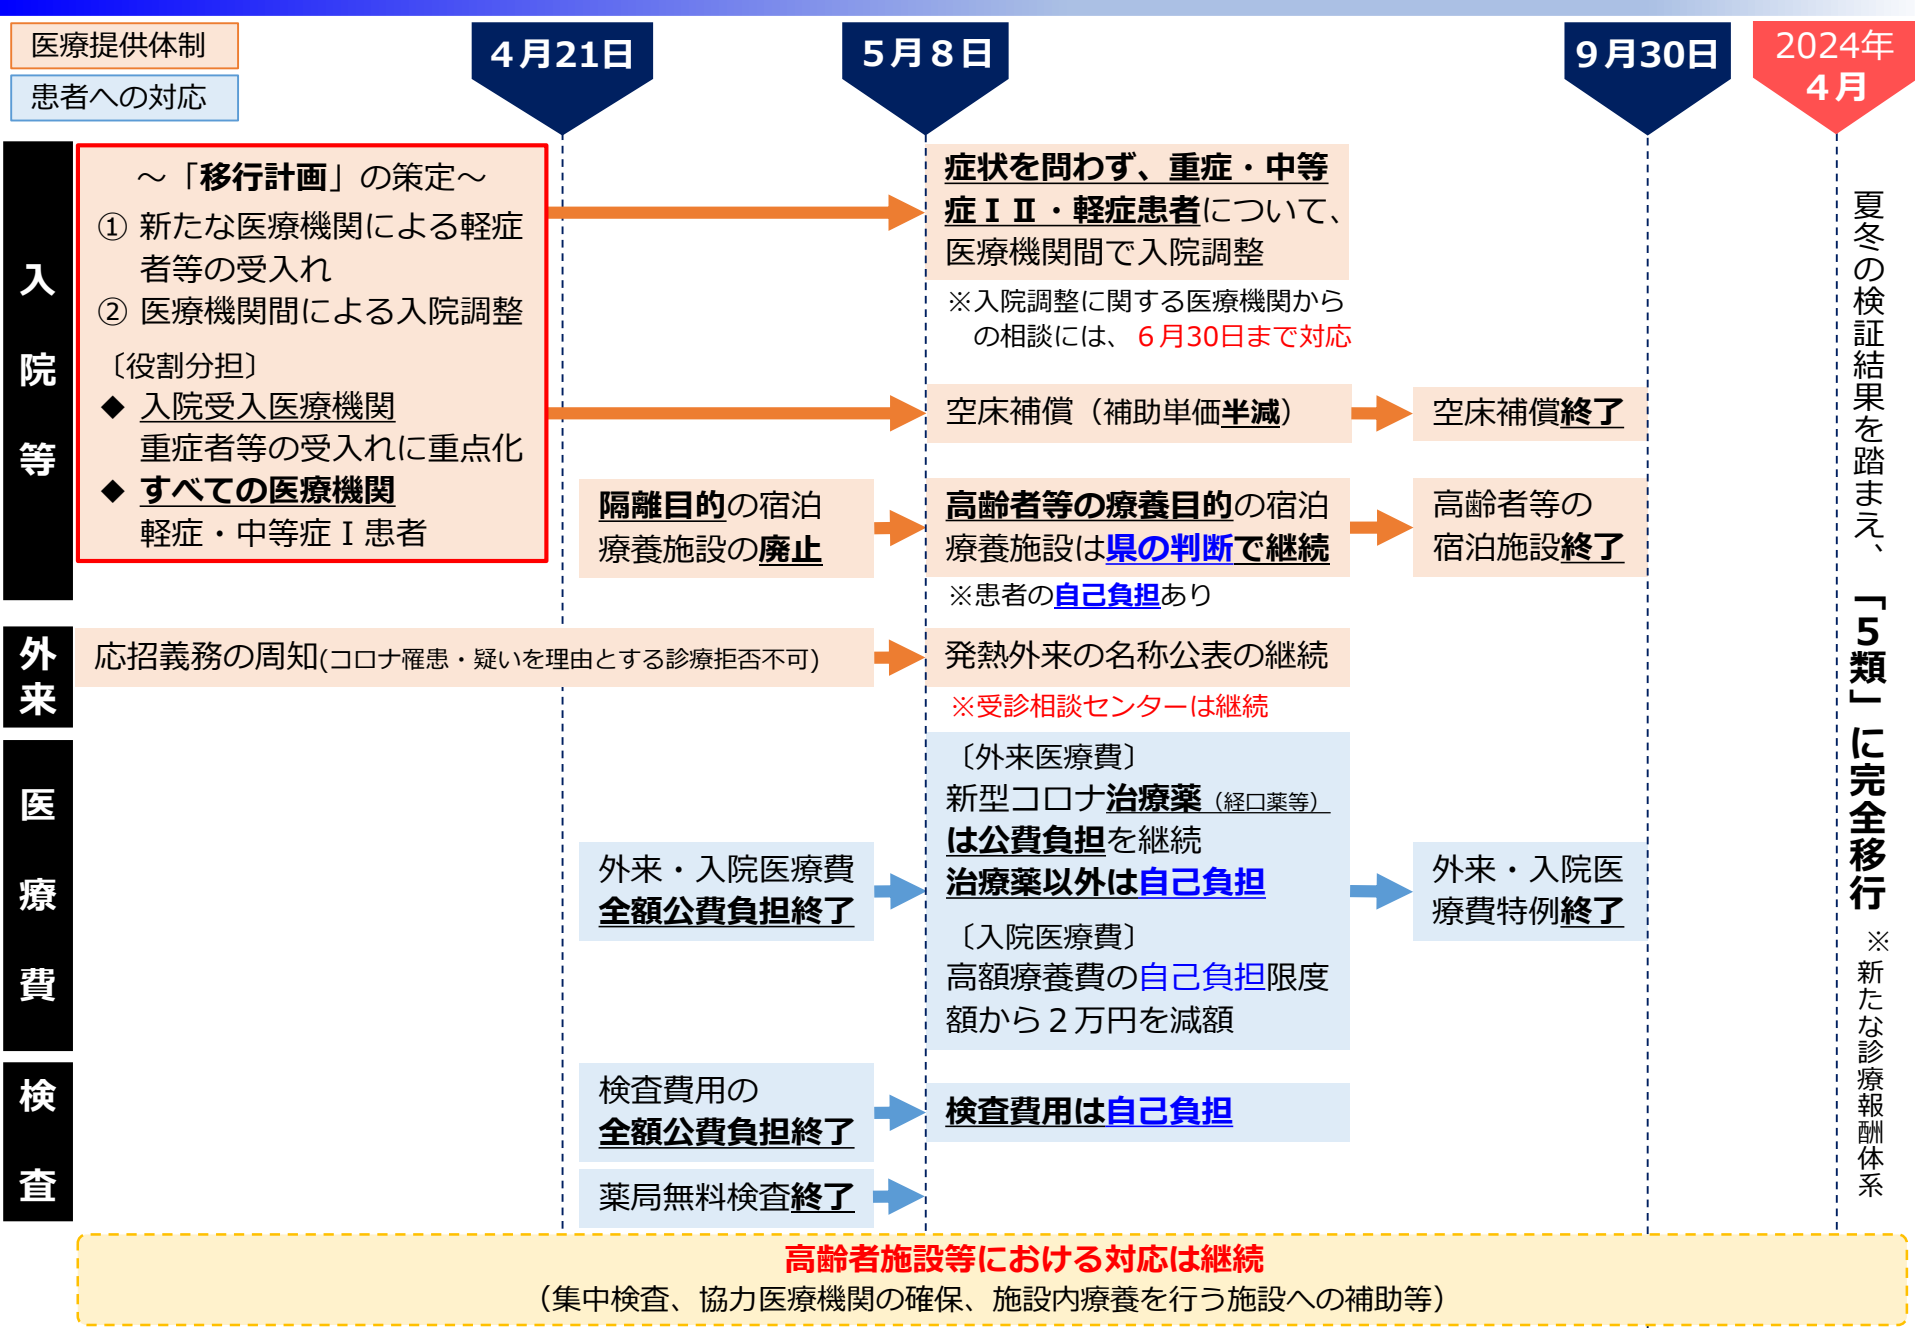 医療提供体制
患者への対応
４月21日
５月８日
９月30日
2024年
４月
入院等
～「移行計画」の策定～
① 新たな医療機関による軽症
者等の受入れ
② 医療機関間による入院調整
〔役割分担〕
◆ 入院受入医療機関
重症者等の受入れに重点化
◆ すべての医療機関
軽症・中等症Ⅰ患者
症状を問わず、重症・中等
症ⅠⅡ・軽症患者について、
医療機関間で入院調整
※入院調整に関する医療機関から
の相談には、６月30日まで対応
空床補償（補助単価半減）
空床補償終了
隔離目的の宿泊
療養施設の廃止
高齢者等の療養目的の宿泊
療養施設は県の判断で継続
※患者の自己負担あり
高齢者等の
宿泊施設終了
外来
応招義務の周知(コロナ罹患・疑いを理由とする診療拒否不可)
発熱外来の名称公表の継続
※受診相談センターは継続
医療費
外来・入院医療費
全額公費負担終了
〔外来医療費〕
新型コロナ治療薬（経口薬等）
は公費負担を継続
治療薬以外は自己負担
〔入院医療費〕
高額療養費の自己負担限度
額から２万円を減額
外来・入院医
療費特例終了
検査
検査費用の
全額公費負担終了
検査費用は自己負担
薬局無料検査終了
夏冬の検証結果を踏まえ、「５類」に完全移行 ※新たな診療報酬体系
高齢者施設等における対応は継続
（集中検査、協力医療機関の確保、施設内療養を行う施設への補助等）